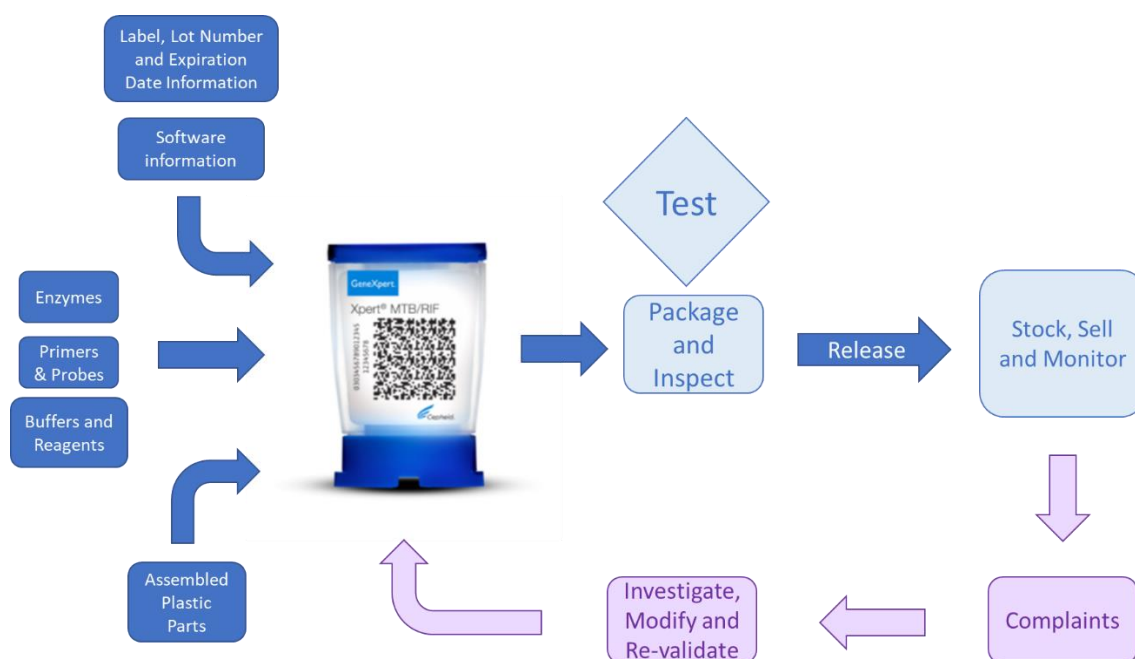 Label, Lot Number
and Expiration
Date Information
Software
information
Enzymes
Primers
& Probes
Buffers and
Reagents
Assembled
Plastic
Parts
GeneXpert.
Xpert® MTB/RIF
0303456789012345
12345678
Cepheid.
Test
Package
and
Inspect
Release
Stock, Sell
and Monitor
Complaints
Investigate,
Modify and
Re-validate